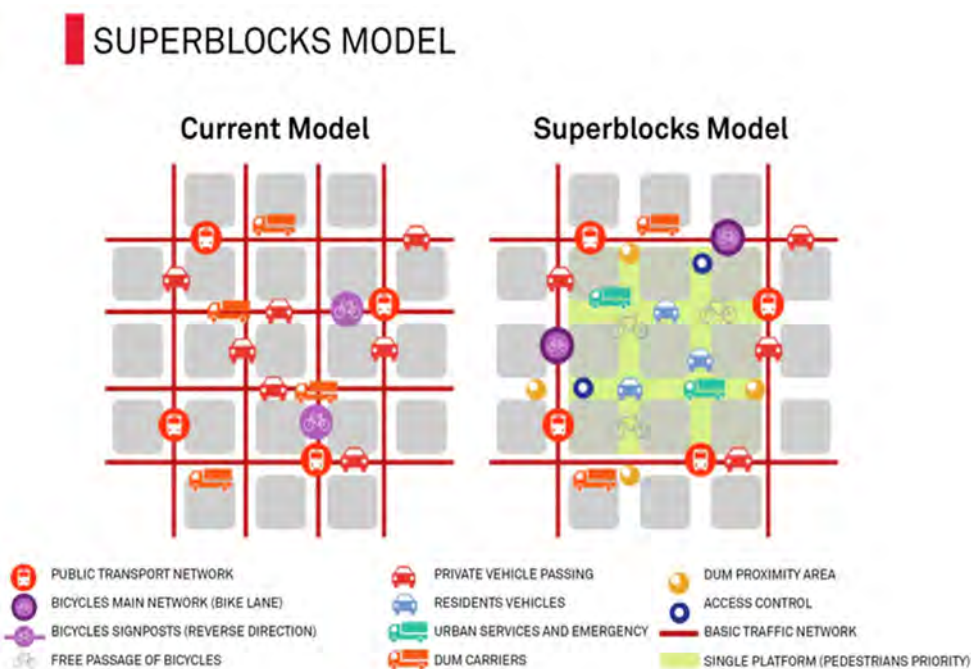 SUPERBLOCKS MODEL
Current Model
Superblocks Model
PUBLIC TRANSPORT NETWORK
BICYCLES MAIN NETWORK (BIKE LANE)
BICYCLES SIGNPOSTS (REVERSE DIRECTION)
FREE PASSAGE OF BICYCLES
PRIVATE VEHICLE PASSING
RESIDENTS VEHICLES
URBAN SERVICES AND EMERGENCY
DUM CARRIERS
DUM PROXIMITY AREA
ACCESS CONTROL
BASIC TRAFFIC NETWORK
SINGLE PLATFORM (PEDESTRIANS PRIORITY)